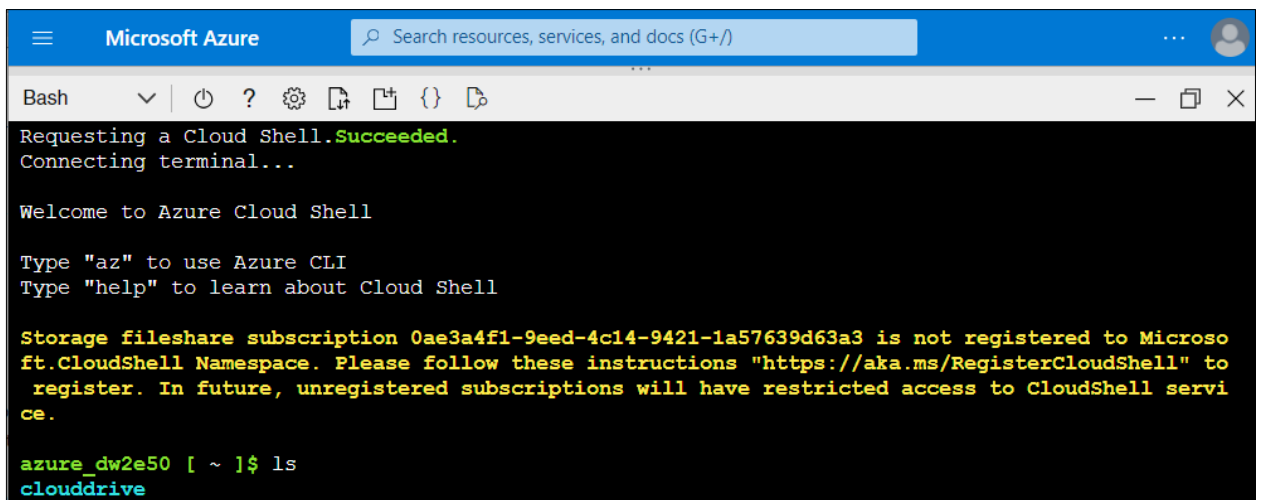 Microsoft Azure
Search resources, services, and docs (G+/)
Bash
Requesting a Cloud Shell.Succeeded.
Connecting terminal...
Welcome to Azure Cloud Shell
Type "az" to use Azure CLI
Type "help" to learn about Cloud Shell
Storage fileshare subscription 0ae3a4f1-9eed-4c14-9421-1a57639d63a3 is not registered to Microso
ft.CloudShell Namespace. Please follow these instructions "https://aka.ms/RegisterCloudShell" to
 register. In future, unregistered subscriptions will have restricted access to CloudShell servi
ce.
azure_dw2e50 [ ~ ]$ ls
clouddrive